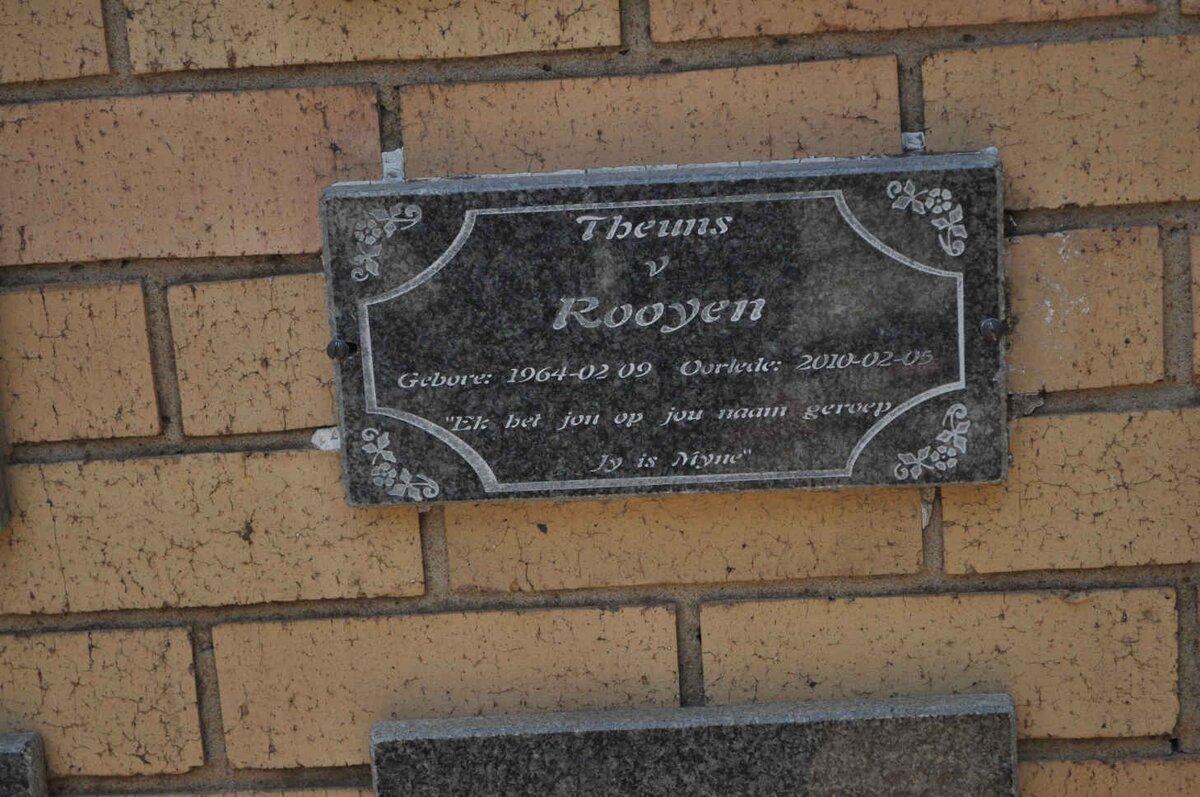 Theuns
v
Rooyen
Gebore: 1964-02-09 Oorlede: 2010-02-05
"Ek het jou op jou naam geroep
Jy is Myne"